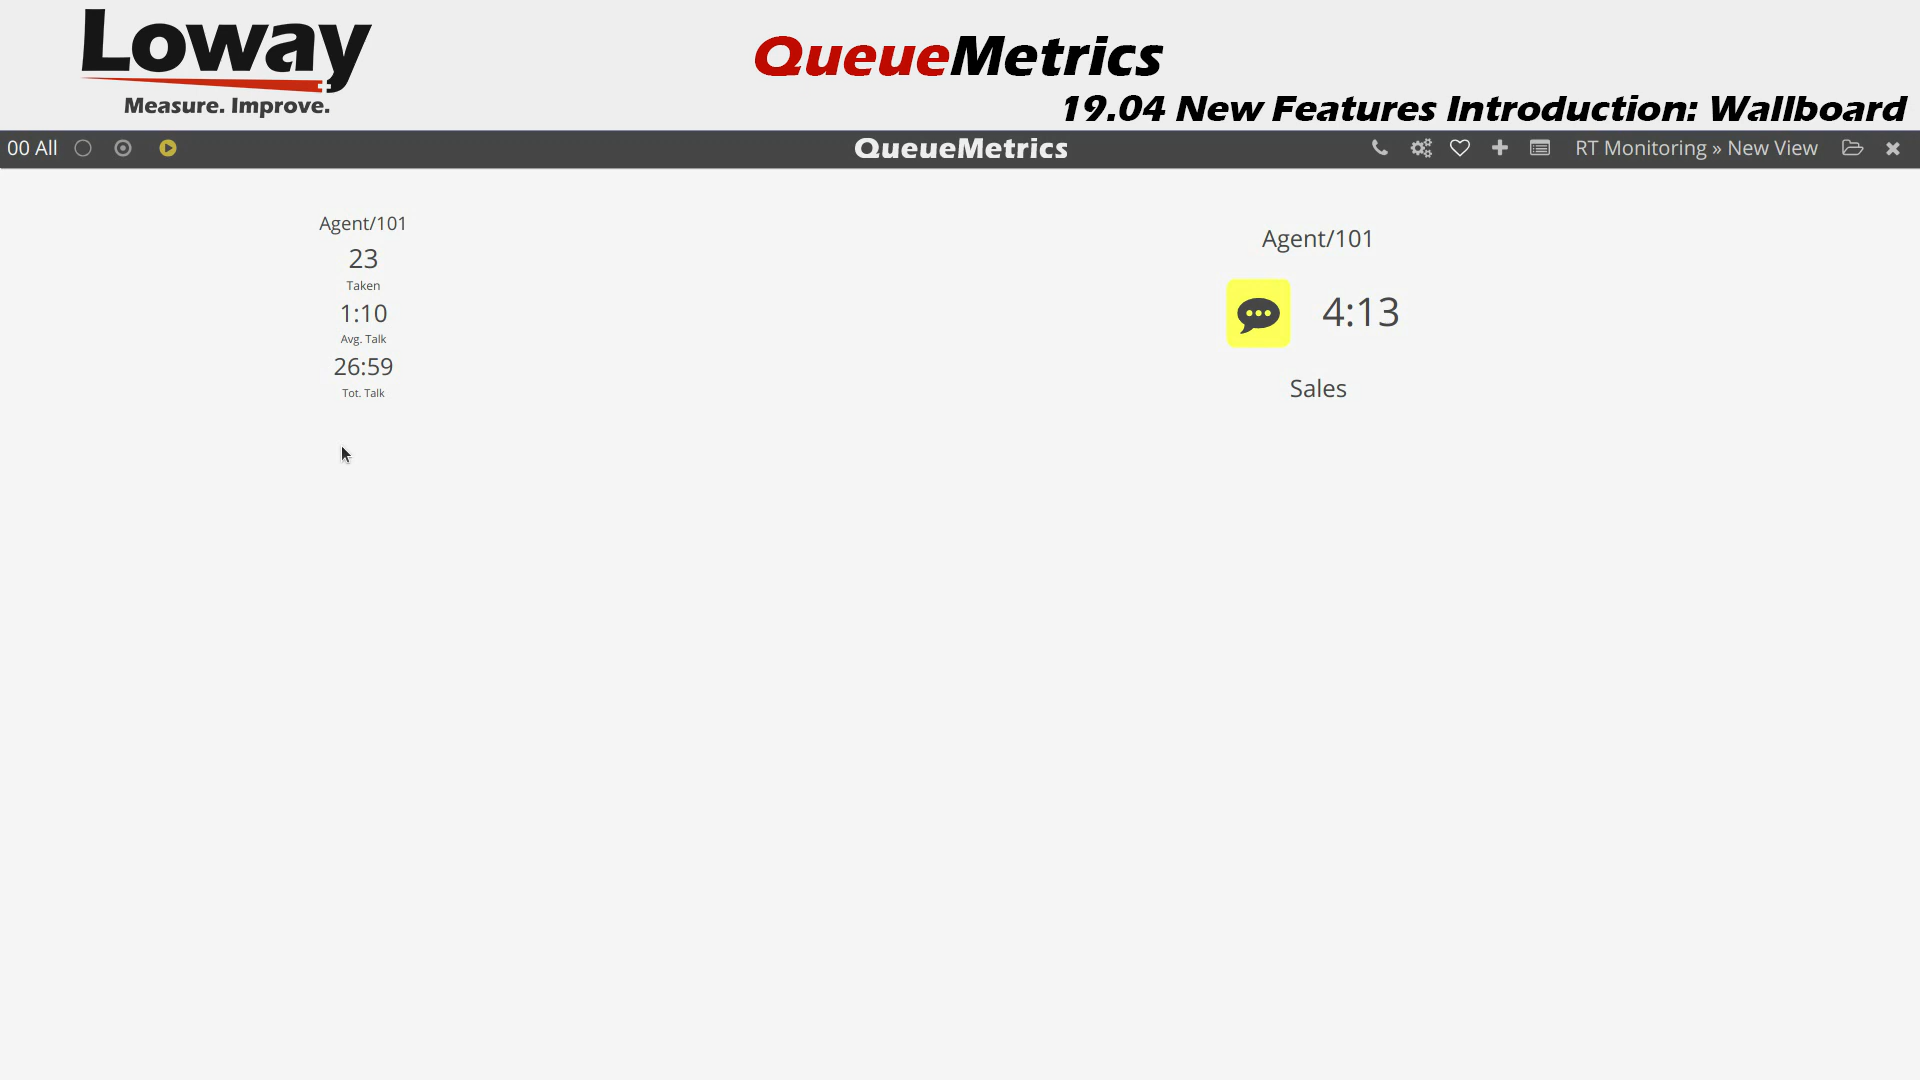 Loway
Measure. Improve.
QueueMetrics
19.04 New Features Introduction: Wallboard
00 All
QueueMetrics
RT Monitoring » New View
Agent/101
23
Taken
1:10
Avg. Talk
26:59
Tot. Talk
Agent/101
4:13
Sales